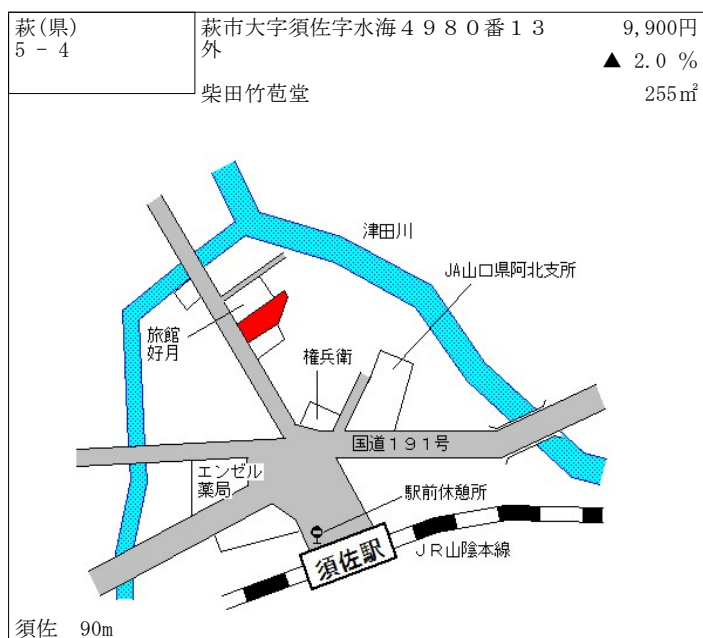 萩(県)
5 - 4
萩市大字須佐字水海４９８０番１３
外
柴田竹苞堂
9,900円
▲ 2.0 %
255㎡
津田川
JA山口県阿北支所
旅館
好月
権兵衛
国道１９１号
エンゼル
薬局
駅前休憩所
須佐駅
ＪＲ山陰本線
須佐　90m